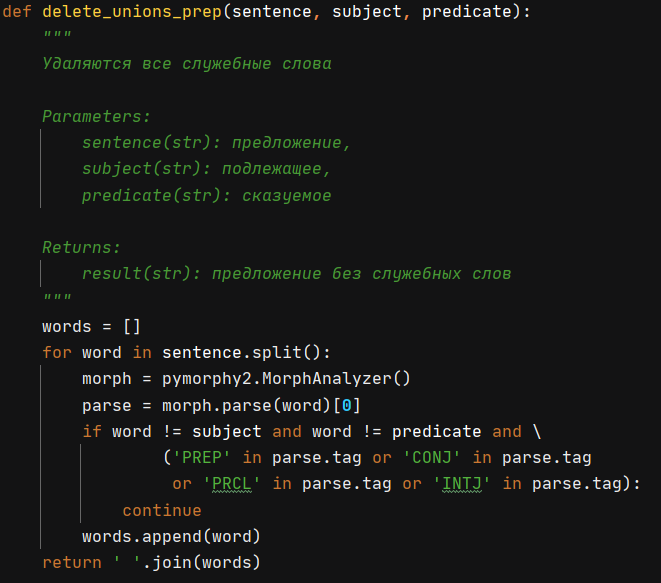 def delete_unions_prep(sentence, subject, predicate):
    """
    Удаляются все служебные слова

    Parameters:
        sentence(str): предложение,
        subject(str): подлежащее,
        predicate(str): сказуемое

    Returns:
        result(str): предложение без служебных слов
    """
    words = []
    for word in sentence.split():
        morph = pymorphy2.MorphAnalyzer()
        parse = morph.parse(word)[0]
        if word != subject and word != predicate and \
                ('PREP' in parse.tag or 'CONJ' in parse.tag
                 or 'PRCL' in parse.tag or 'INTJ' in parse.tag):
            continue
        words.append(word)
    return ' '.join(words)